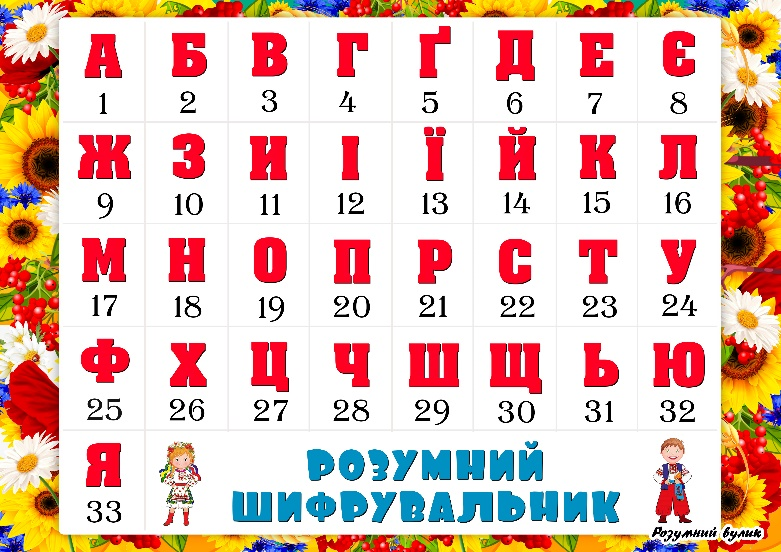 А Б В Г Ґ Д Е Є
1 2 3 4 5 6 7 8
Ж З И І Ї Й К Л
9 10 11 12 13 14 15 16
М Н О П Р С Т У
17 18 19 20 21 22 23 24
Ф Х Ц Ч Ш Щ Ь Ю
25 26 27 28 29 30 31 32
Я
33
РОЗУМНИЙ
ШИФРУВАЛЬНИК
Розумний вулик